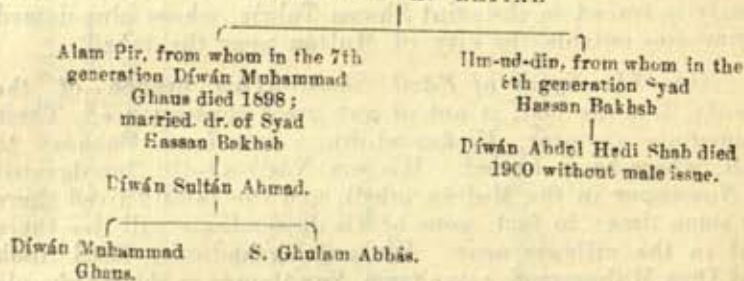 Alam Pir, from whom in the 7th
generation Díwán Muhammad
Ghaus died 1898;
married dr. of Syad
Hassan Bakhsh
Díwán Sultán Ahmad.
Díwán Muhammad
Ghaus.
S. Ghulam Abbás.
Ilm-ud-din, from whom in the
6th generation Syad
Hassan Bakhsh
Díwán Abdul Hadi Shah died
1900 without male issue.